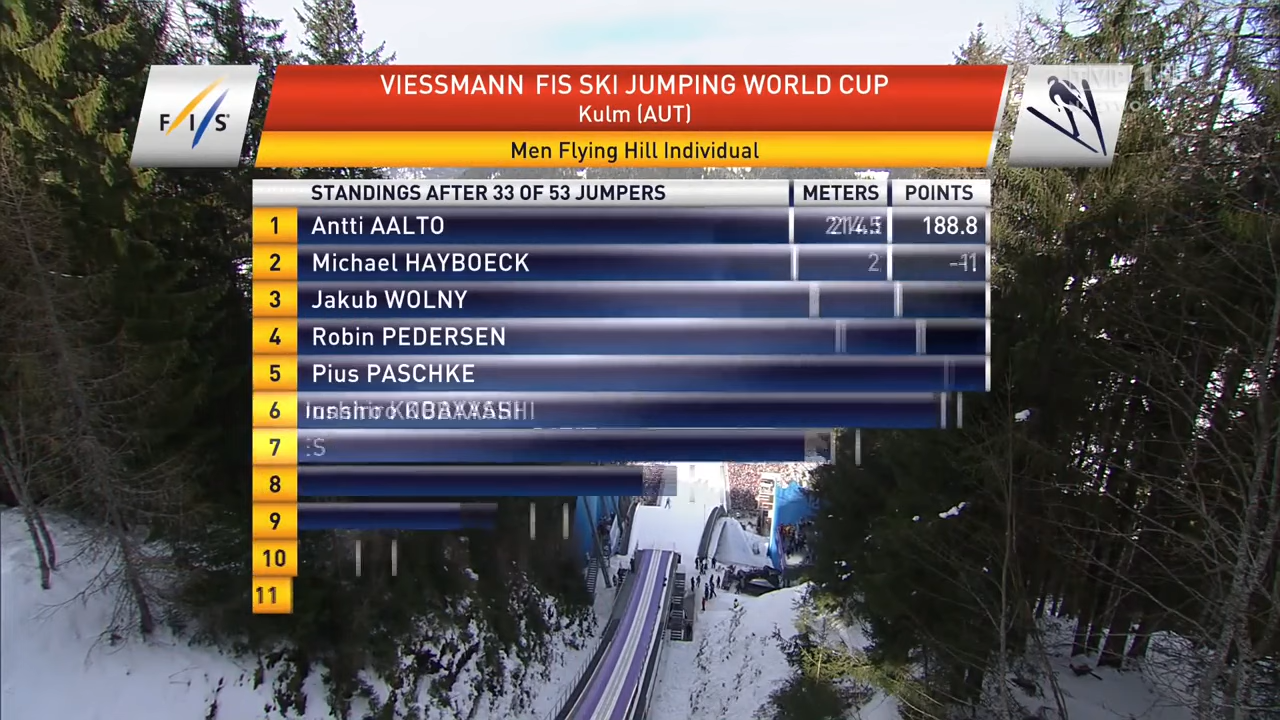 VIESSMANN FIS SKI JUMPING WORLD CUP
Kulm (AUT)
FIS
Men Flying Hill Individual
STANDINGS AFTER 33 OF 53 JUMPERS METERS POINTS
1 Antti AALTO 188.8
2 Michael HAYBOECK
3 Jakub WOLNY
4 Robin PEDERSEN
5 Pius PASCHKE
6 KOBAYASHI
7
8
9
10
11